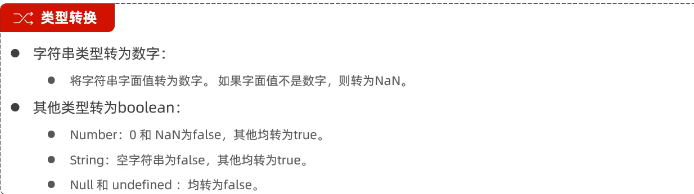 类型转换
字符串类型转为数字：
将字符串字面值转为数字。 如果字面值不是数字，则转为NaN。
其他类型转为boolean：
Number：0 和 NaN为false，其他均转为true。
String：空字符串为false，其他均转为true。
Null 和 undefined ：均转为false。